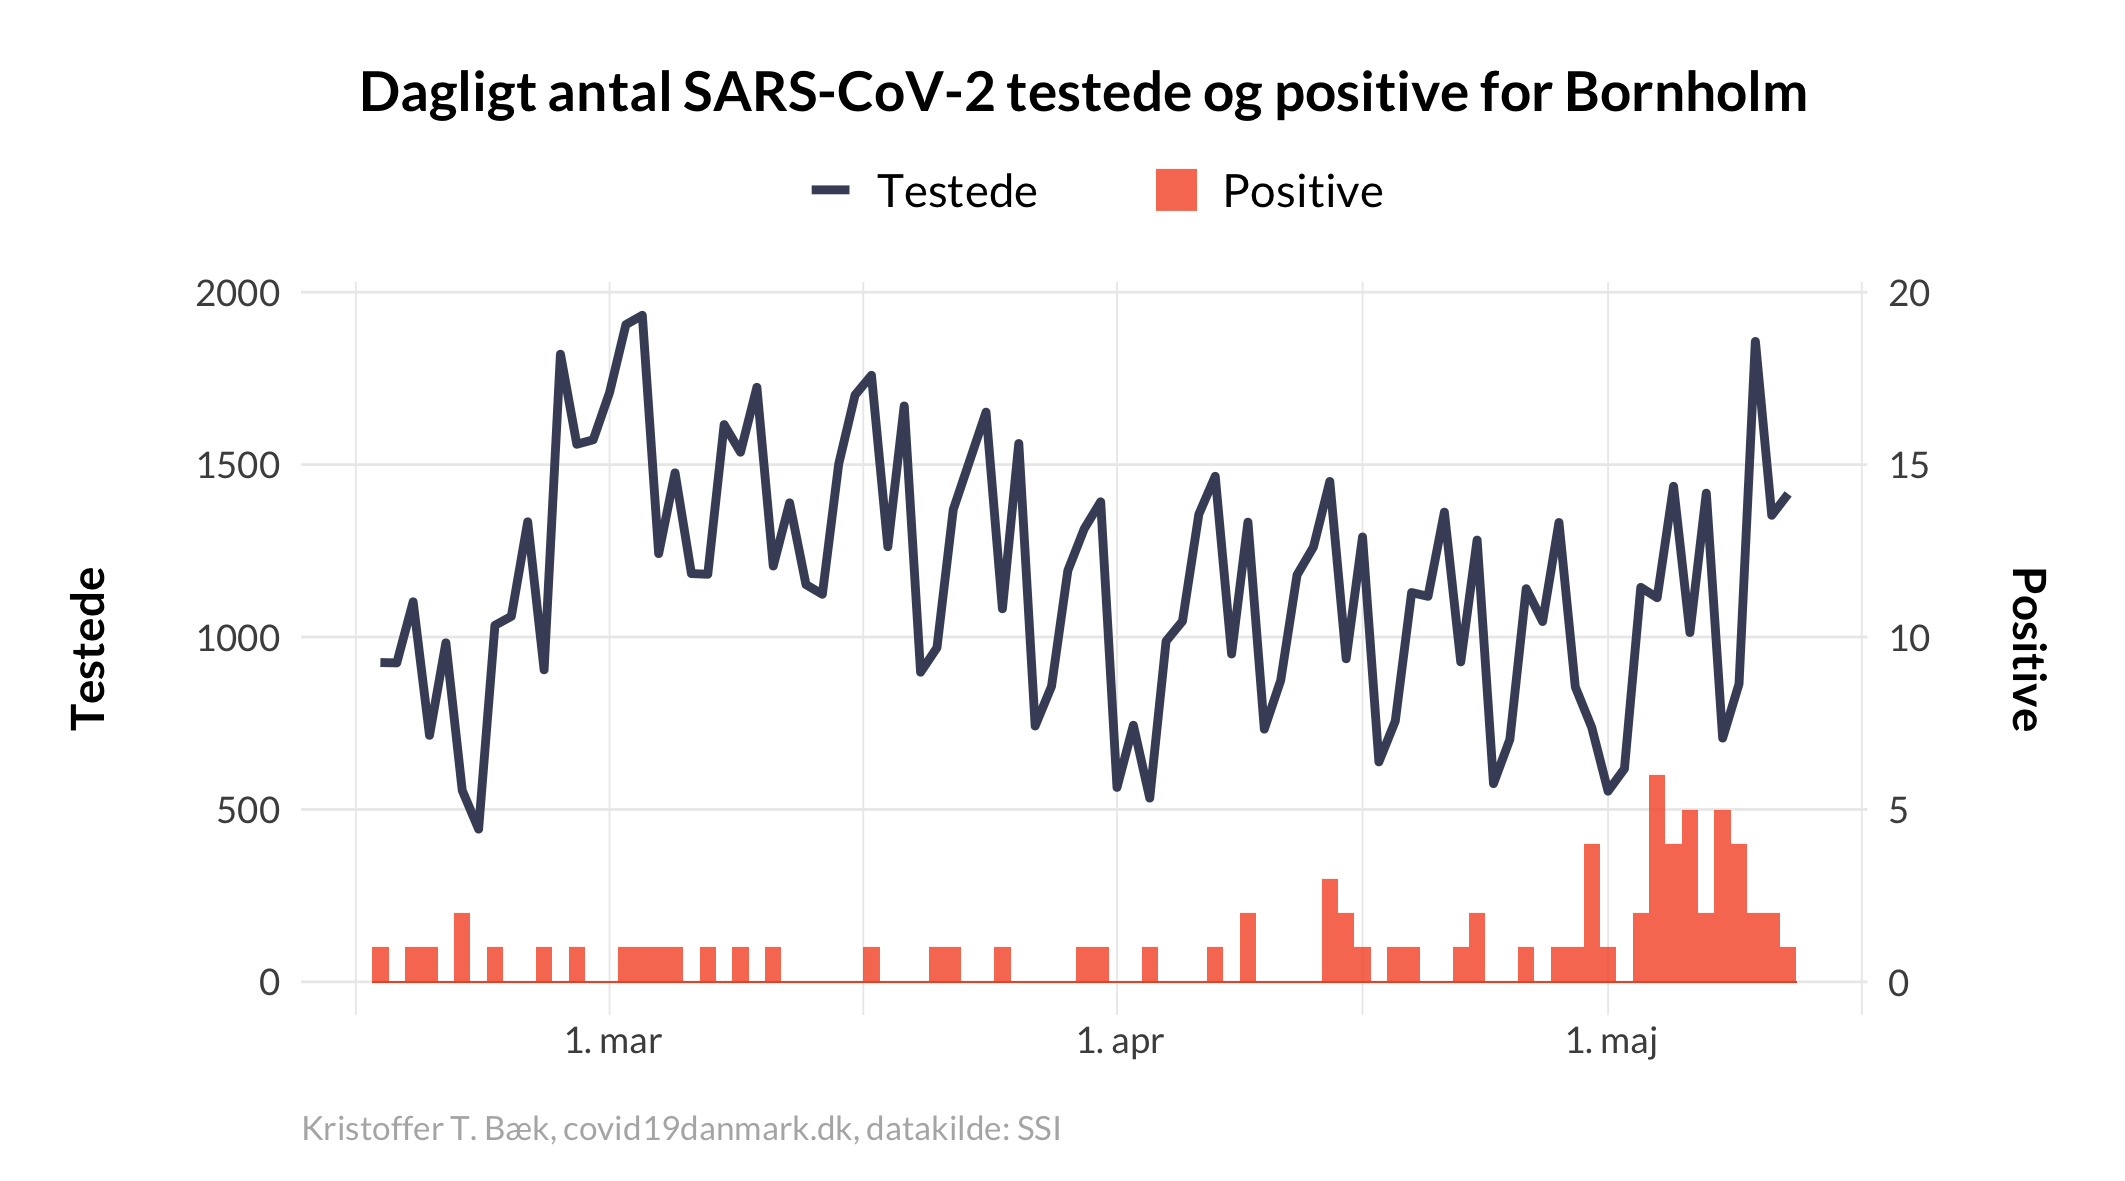 Dagligt antal SARS-CoV-2 testede og positive for Bornholm
Testede
Positive
2000
1500
1000
500
0
20
15
10
5
0
Testede
Positive
1. mar
1. apr
1. maj
Kristoffer T. Bæk, covid19danmark.dk, datakilde: SSI